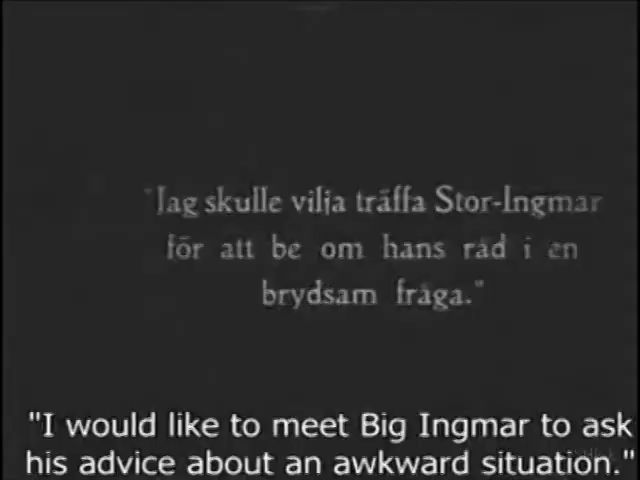 "Jag skulle vilja träffa Stor-Ingmar
för att be om hans råd i en
brydsam fråga."
"I would like to meet Big Ingmar to ask
his advice about an awkward situation."